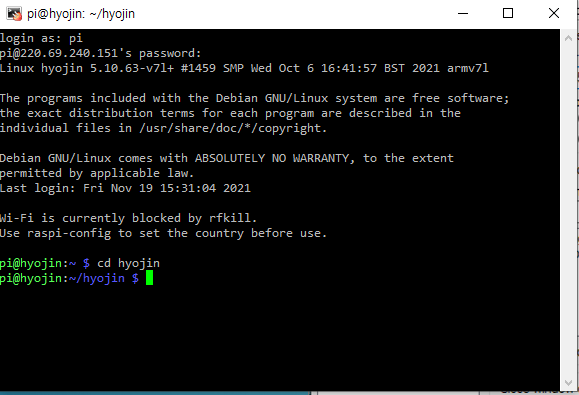 pi@hyojin: ~/hyojin
login as: pi
pi@220.69.240.151's password:
Linux hyojin 5.10.63-v7l+ #1459 SMP Wed Oct 6 16:41:57 BST 2021 armv7l
The programs included with the Debian GNU/Linux system are free software;
the exact distribution terms for each program are described in the
individual files in /usr/share/doc/*/copyright.
Debian GNU/Linux comes with ABSOLUTELY NO WARRANTY, to the extent
permitted by applicable law.
Last login: Fri Nov 19 15:31:04 2021
Wi-Fi is currently blocked by rfkill.
Use raspi-config to set the country before use.
pi@hyojin:~ $ cd hyojin
pi@hyojin:~/hyojin $